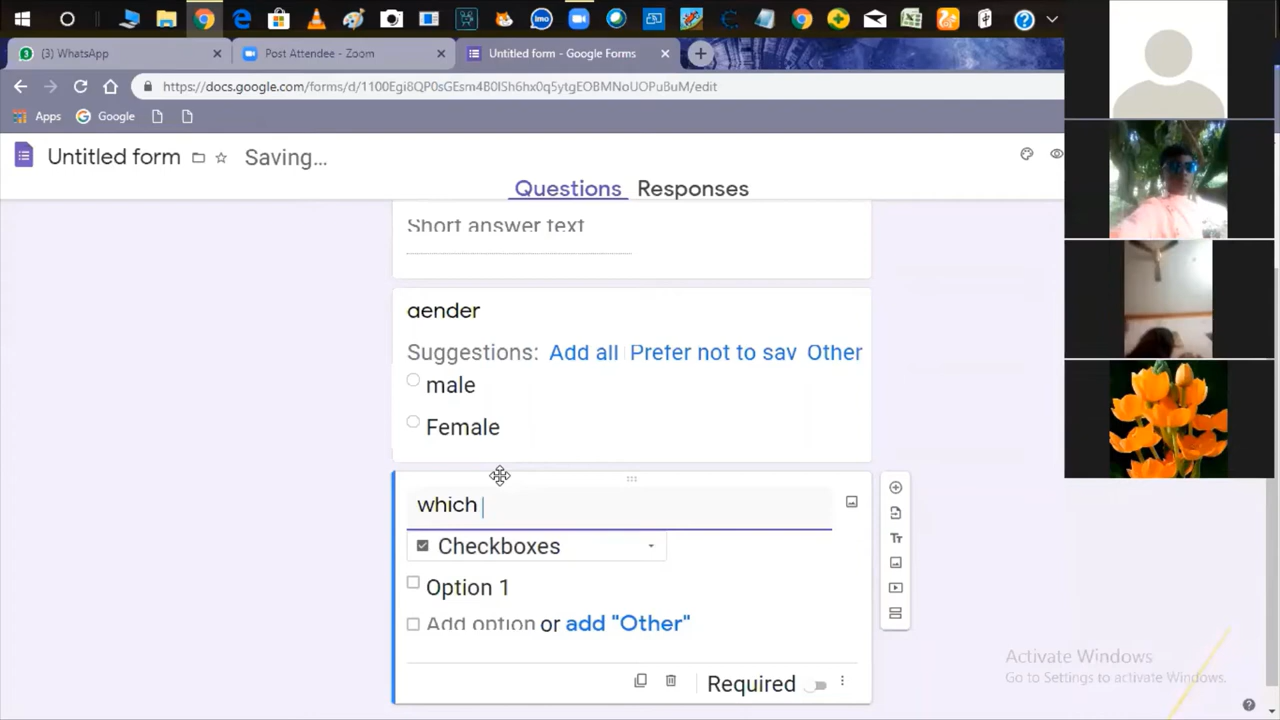 (3) WhatsApp
Post Attendee - Zoom
Untitled form - Google Forms
https://docs.google.com/forms/d/1100Egi8QP0sGEsm4B0ISh6hx0q5ytgEOBMNoUOPuBuM/edit
Apps
Google
Untitled form
Saving...
Questions
Responses
Short answer text
gender
Suggestions: Add all Prefer not to say Other
male
Female
which
Checkboxes
Option 1
Add option or add "Other"
Required
Activate Windows
Go to Settings to activate Windows.